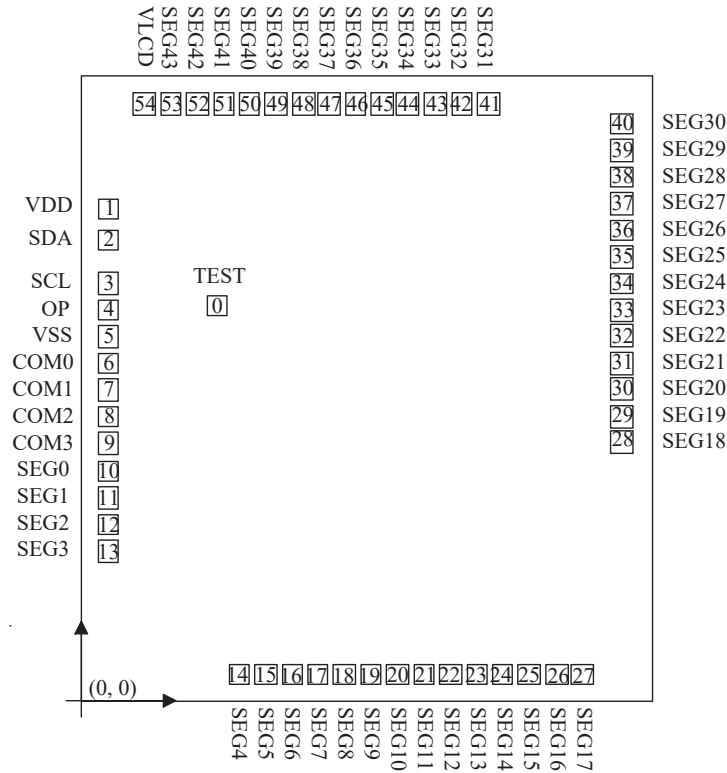 VLCD
SEG43
SEG42
SEG41
SEG40
SEG39
SEG38
SEG37
SEG36
SEG35
SEG34
SEG33
SEG32
SEG31
54 53 52 51 50 49 48 47 46 45 44 43 42 41
40 SEG30
39 SEG29
38 SEG28
VDD 1
37 SEG27
SDA 2
36 SEG26
35 SEG25
SCL 3
34 SEG24
TEST
0
OP 4
33 SEG23
VSS 5
32 SEG22
COM0 6
31 SEG21
COM1 7
30 SEG20
COM2 8
29 SEG19
COM3 9
28 SEG18
SEG0 10
SEG1 11
SEG2 12
SEG3 13
(0, 0)
14 15 16 17 18 19 20 21 22 23 24 25 26 27
SEG4
SEG5
SEG6
SEG7
SEG8
SEG9
SEG10
SEG11
SEG12
SEG13
SEG14
SEG15
SEG16
SEG17